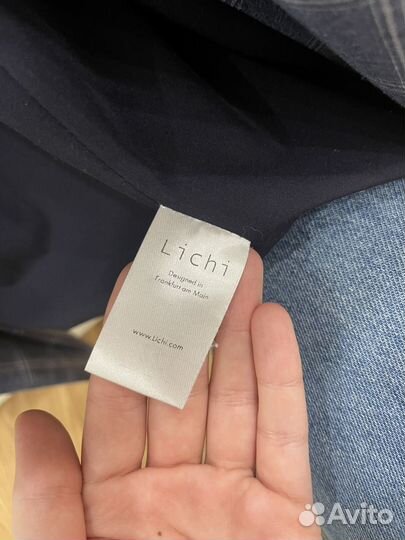 Lichi
Designed in
Frankfurt am Main
www.Lichi.com
Avito